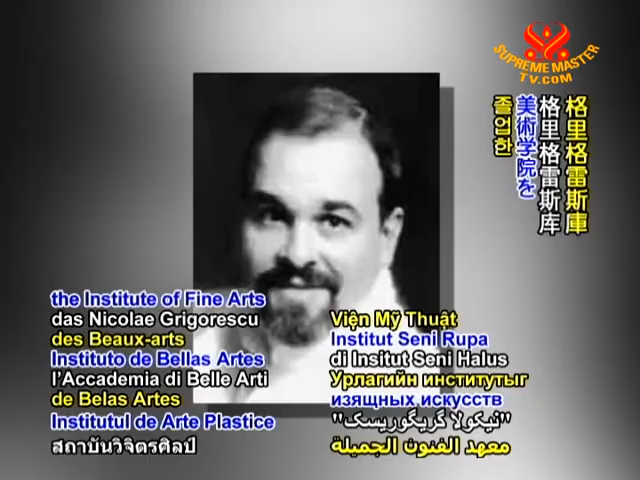 SUPREME MASTER
TV.COM
格里格雷斯庫
格里格雷斯库
美術学院を
졸업한
the Institute of Fine Arts
das Nicolae Grigorescu
des Beaux-arts
Instituto de Bellas Artes
l'Accademia di Belle Arti
de Belas Artes
Institutul de Arte Plastice
สถาบันวิจิตรศิลป์
Viện Mỹ Thuật
Institut Seni Rupa
di Insitut Seni Halus
Урлагийн институтыг
изящных искусств
"نیکولا گریگوریسک"
معهد الفنون الجميلة